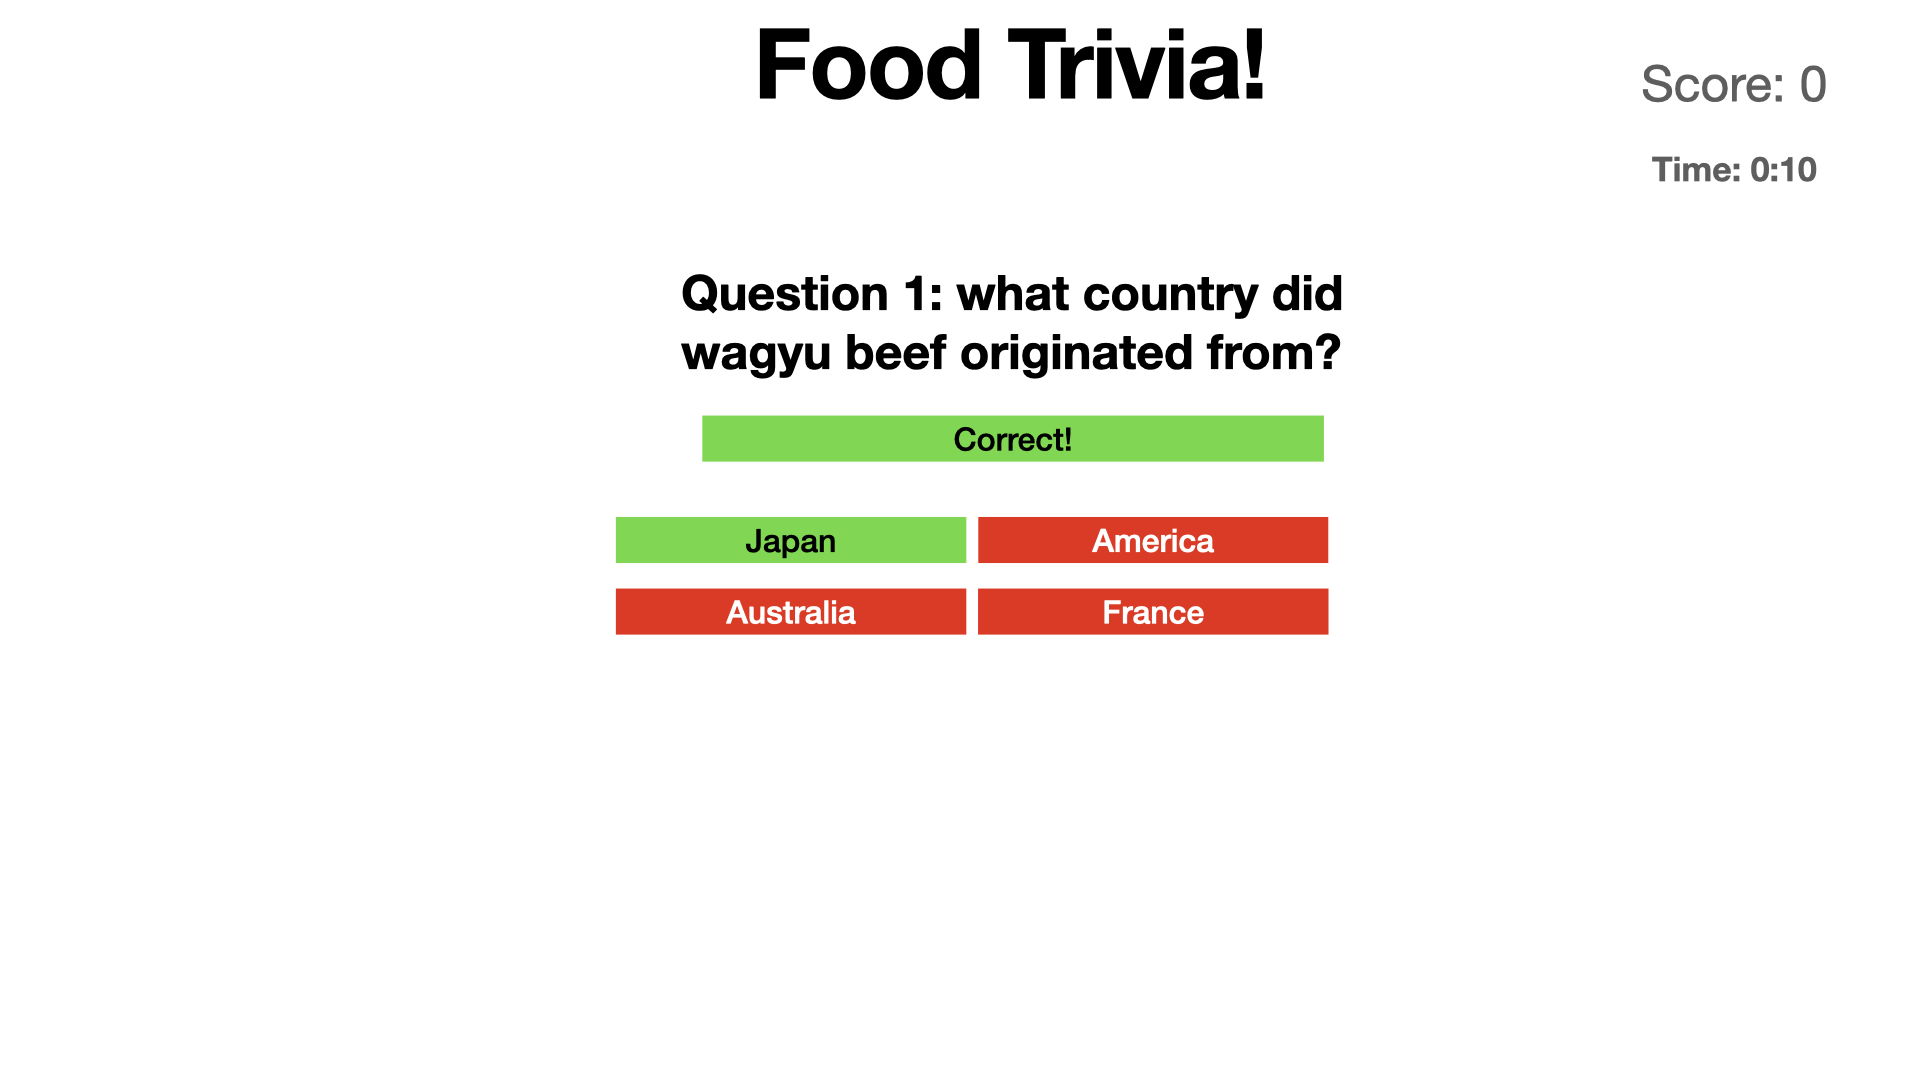 Food Trivia!
Score: 0
Time: 0:10
Question 1: what country did
wagyu beef originated from?
Correct!
Japan
America
Australia
France